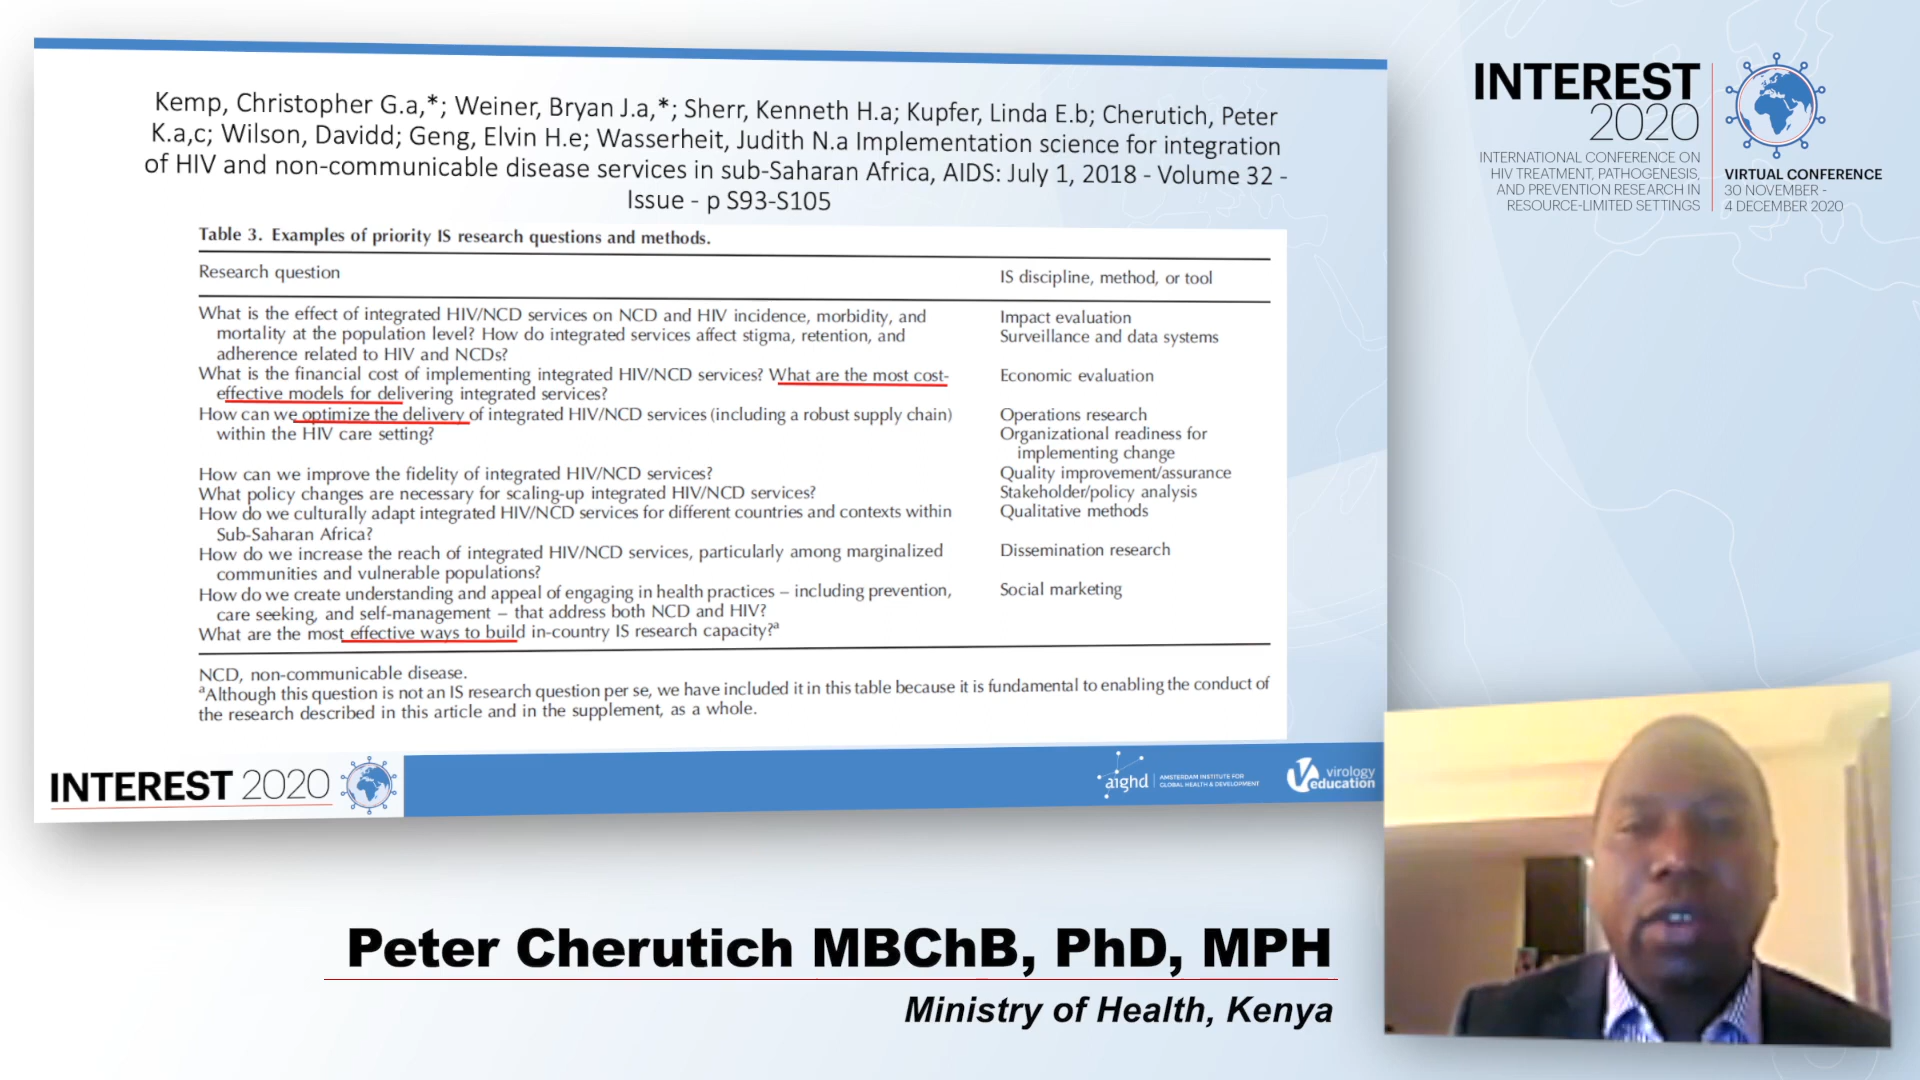 Kemp, Christopher G.a,*; Weiner, Bryan J.a,*; Sherr, Kenneth H.a; Kupfer, Linda E.b; Cherutich, Peter
K.a,c; Wilson, Davidd; Geng, Elvin H.e; Wasserheit, Judith N.a Implementation science for integration
of HIV and non-communicable disease services in sub-Saharan Africa, AIDS: July 1, 2018 - Volume 32 -
Issue - p S93-S105
Table 3. Examples of priority IS research questions and methods.
Research question
IS discipline, method, or tool
What is the effect of integrated HIV/NCD services on NCD and HIV incidence, morbidity, and
mortality at the population level? How do integrated services affect stigma, retention, and
adherence related to HIV and NCDs?
Impact evaluation
Surveillance and data systems
What is the financial cost of implementing integrated HIV/NCD services? What are the most cost-
effective models for delivering integrated services?
Economic evaluation
How can we optimize the delivery of integrated HIV/NCD services (including a robust supply chain)
within the HIV care setting?
Operations research
Organizational readiness for
implementing change
How can we improve the fidelity of integrated HIV/NCD services?
Quality improvement/assurance
What policy changes are necessary for scaling-up integrated HIV/NCD services?
Stakeholder/policy analysis
How do we culturally adapt integrated HIV/NCD services for different countries and contexts within
Sub-Saharan Africa?
Qualitative methods
How do we increase the reach of integrated HIV/NCD services, particularly among marginalized
communities and vulnerable populations?
Dissemination research
How do we create understanding and appeal of engaging in health practices – including prevention,
care seeking, and self-management – that address both NCD and HIV?
Social marketing
What are the most effective ways to build in-country IS research capacity?a
NCD, non-communicable disease.
aAlthough this question is not an IS research question per se, we have included it in this table because it is fundamental to enabling the conduct of
the research described in this article and in the supplement, as a whole.
INTEREST 2020
aighd
AMSTERDAM INSTITUTE FOR
GLOBAL HEALTH & DEVELOPMENT
virology
education
INTEREST
2020
INTERNATIONAL CONFERENCE ON
HIV TREATMENT, PATHOGENESIS,
AND PREVENTION RESEARCH IN
RESOURCE-LIMITED SETTINGS
VIRTUAL CONFERENCE
30 NOVEMBER -
4 DECEMBER 2020
Peter Cherutich MBChB, PhD, MPH
Ministry of Health, Kenya